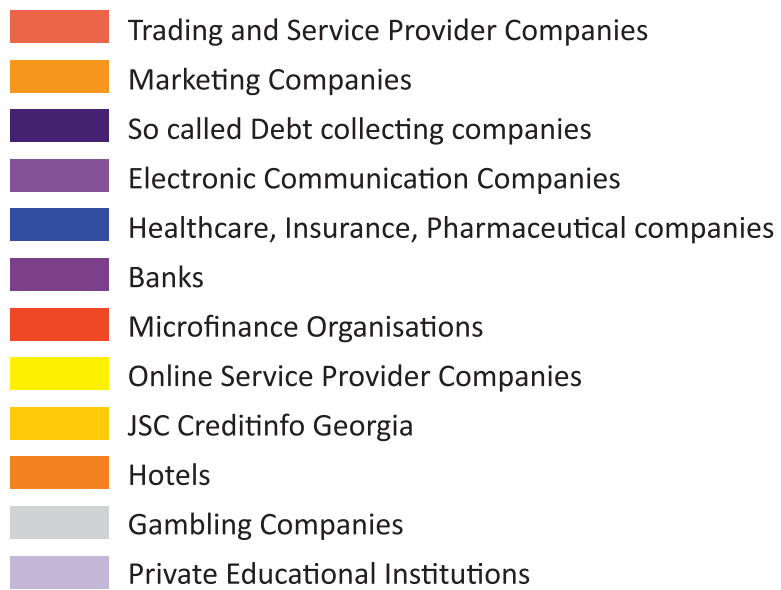 Trading and Service Provider Companies
Marketing Companies
So called Debt collecting companies
Electronic Communication Companies
Healthcare, Insurance, Pharmaceutical companies
Banks
Microfinance Organisations
Online Service Provider Companies
JSC Creditinfo Georgia
Hotels
Gambling Companies
Private Educational Institutions